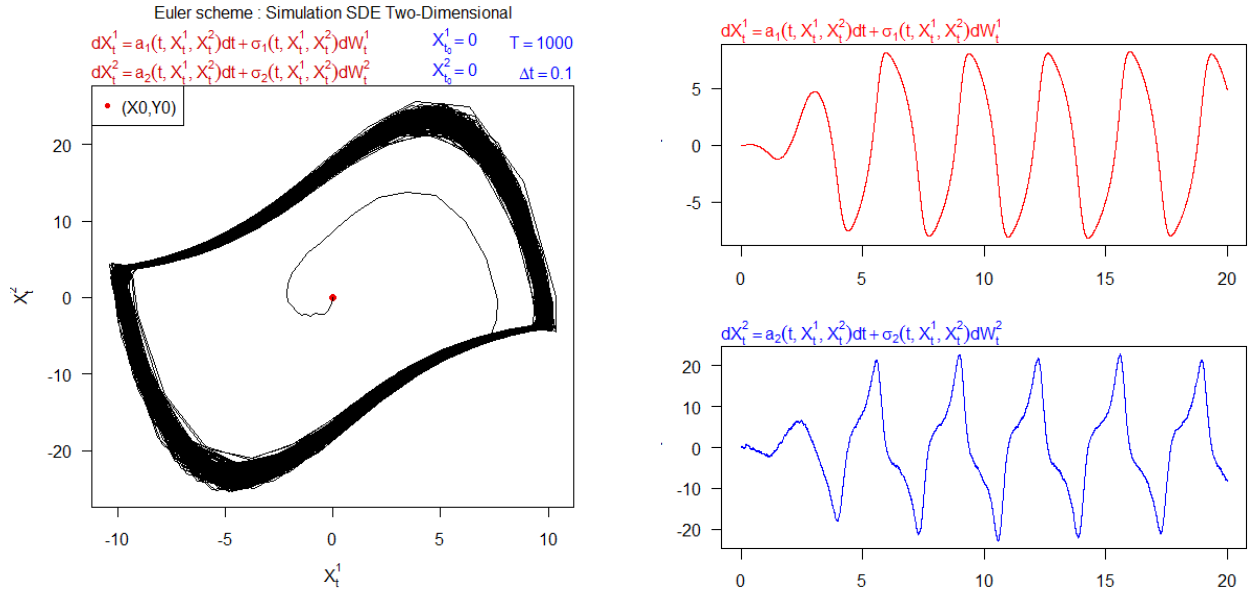 Euler scheme : Simulation SDE Two-Dimensional
dX_t^1 = a_1(t, X_t^1, X_t^2)dt + σ_1(t, X_t^1, X_t^2)dW_t^1 X_{t_0}^1 = 0 T = 1000
dX_t^2 = a_2(t, X_t^1, X_t^2)dt + σ_2(t, X_t^1, X_t^2)dW_t^2 X_{t_0}^2 = 0 Δt = 0.1
(X0,Y0)
20
10
0
-10
-20
X_t^2
-10 -5 0 5 10
X_t^1
dX_t^1 = a_1(t, X_t^1, X_t^2)dt + σ_1(t, X_t^1, X_t^2)dW_t^1
5
0
-5
0 5 10 15 20
dX_t^2 = a_2(t, X_t^1, X_t^2)dt + σ_2(t, X_t^1, X_t^2)dW_t^2
20
10
0
-10
-20
0 5 10 15 20